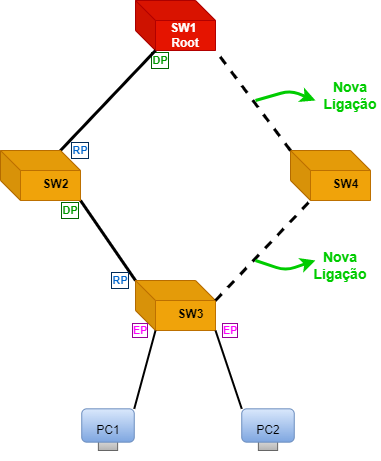 SW1
Root
DP
Nova
Ligação
RP
SW2
SW4
DP
Nova
Ligação
RP
SW3
EP
EP
PC1
PC2